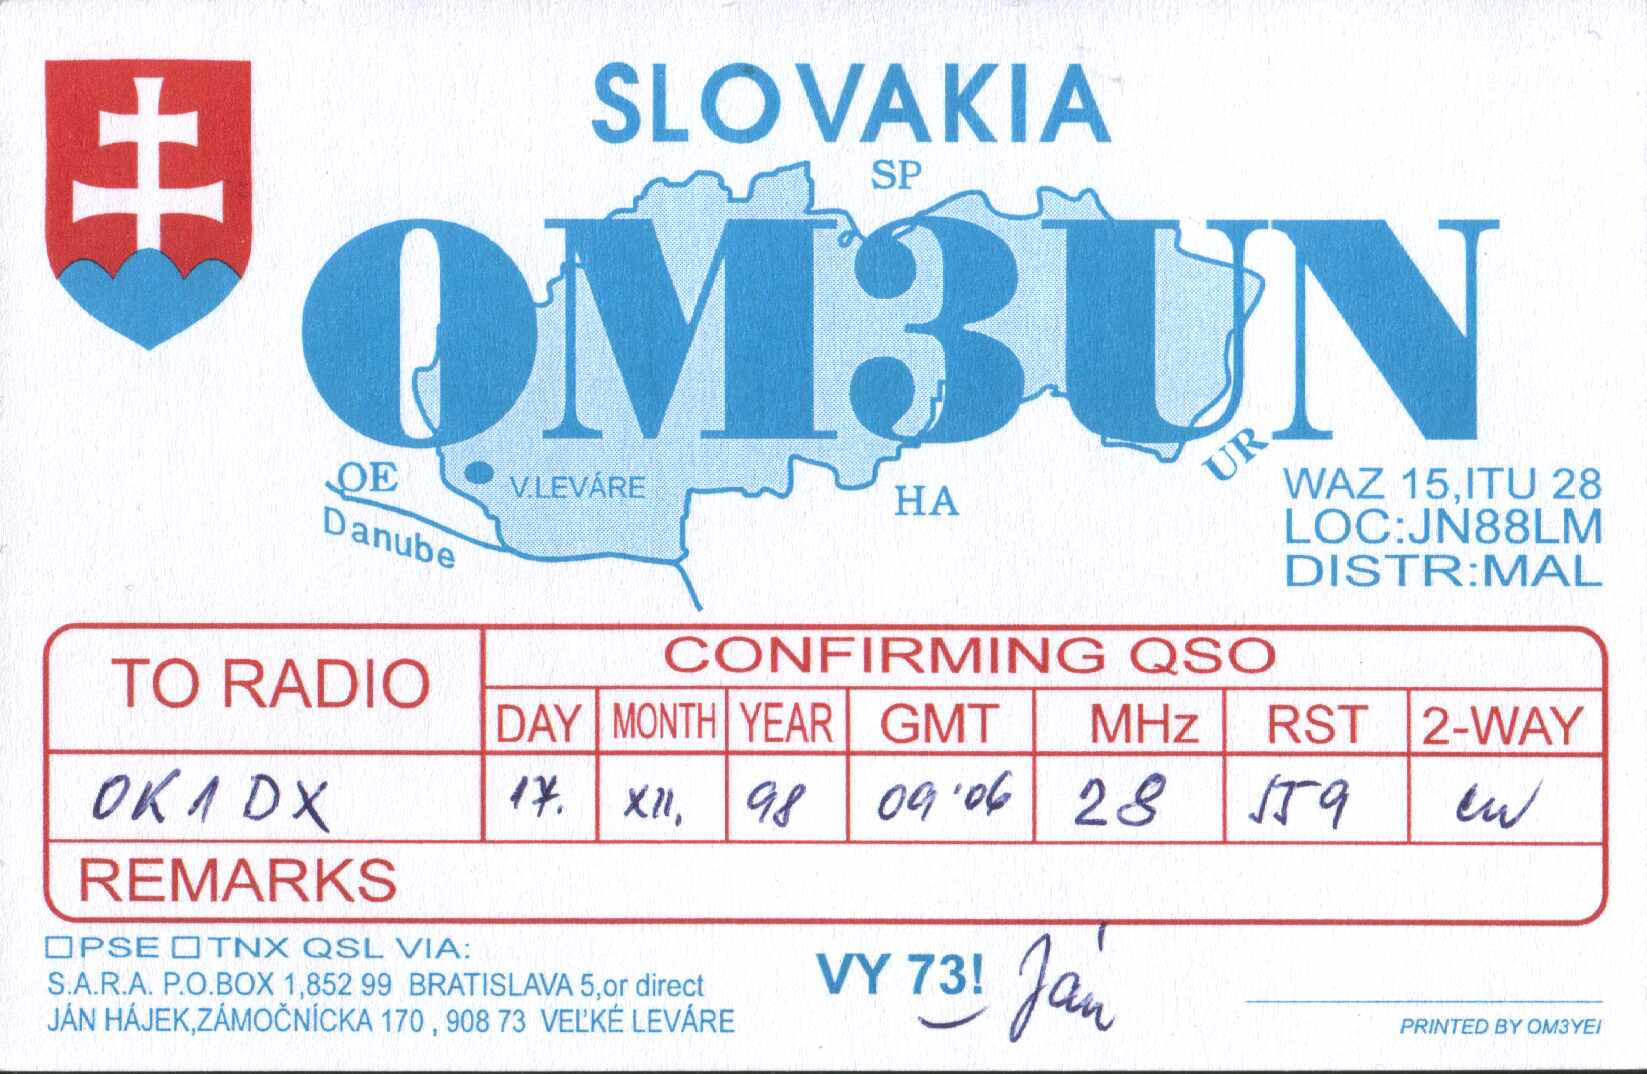 SLOVAKIA
SP
OM3UN
OE
V.LEVÁRE
HA
UR
Danube
WAZ 15,ITU 28
LOC:JN88LM
DISTR:MAL
TO RADIO
CONFIRMING QSO
DAY MONTH YEAR GMT MHz RST 2-WAY
OK1DX 17. XII. 98 09'06 28 559 cw
REMARKS
☐PSE ☐TNX QSL VIA:
S.A.R.A. P.O.BOX 1,852 99 BRATISLAVA 5,or direct
JÁN HÁJEK,ZÁMOČNÍCKA 170 , 908 73 VEĽKÉ LEVÁRE
VY 73! Ján
PRINTED BY OM3YEI